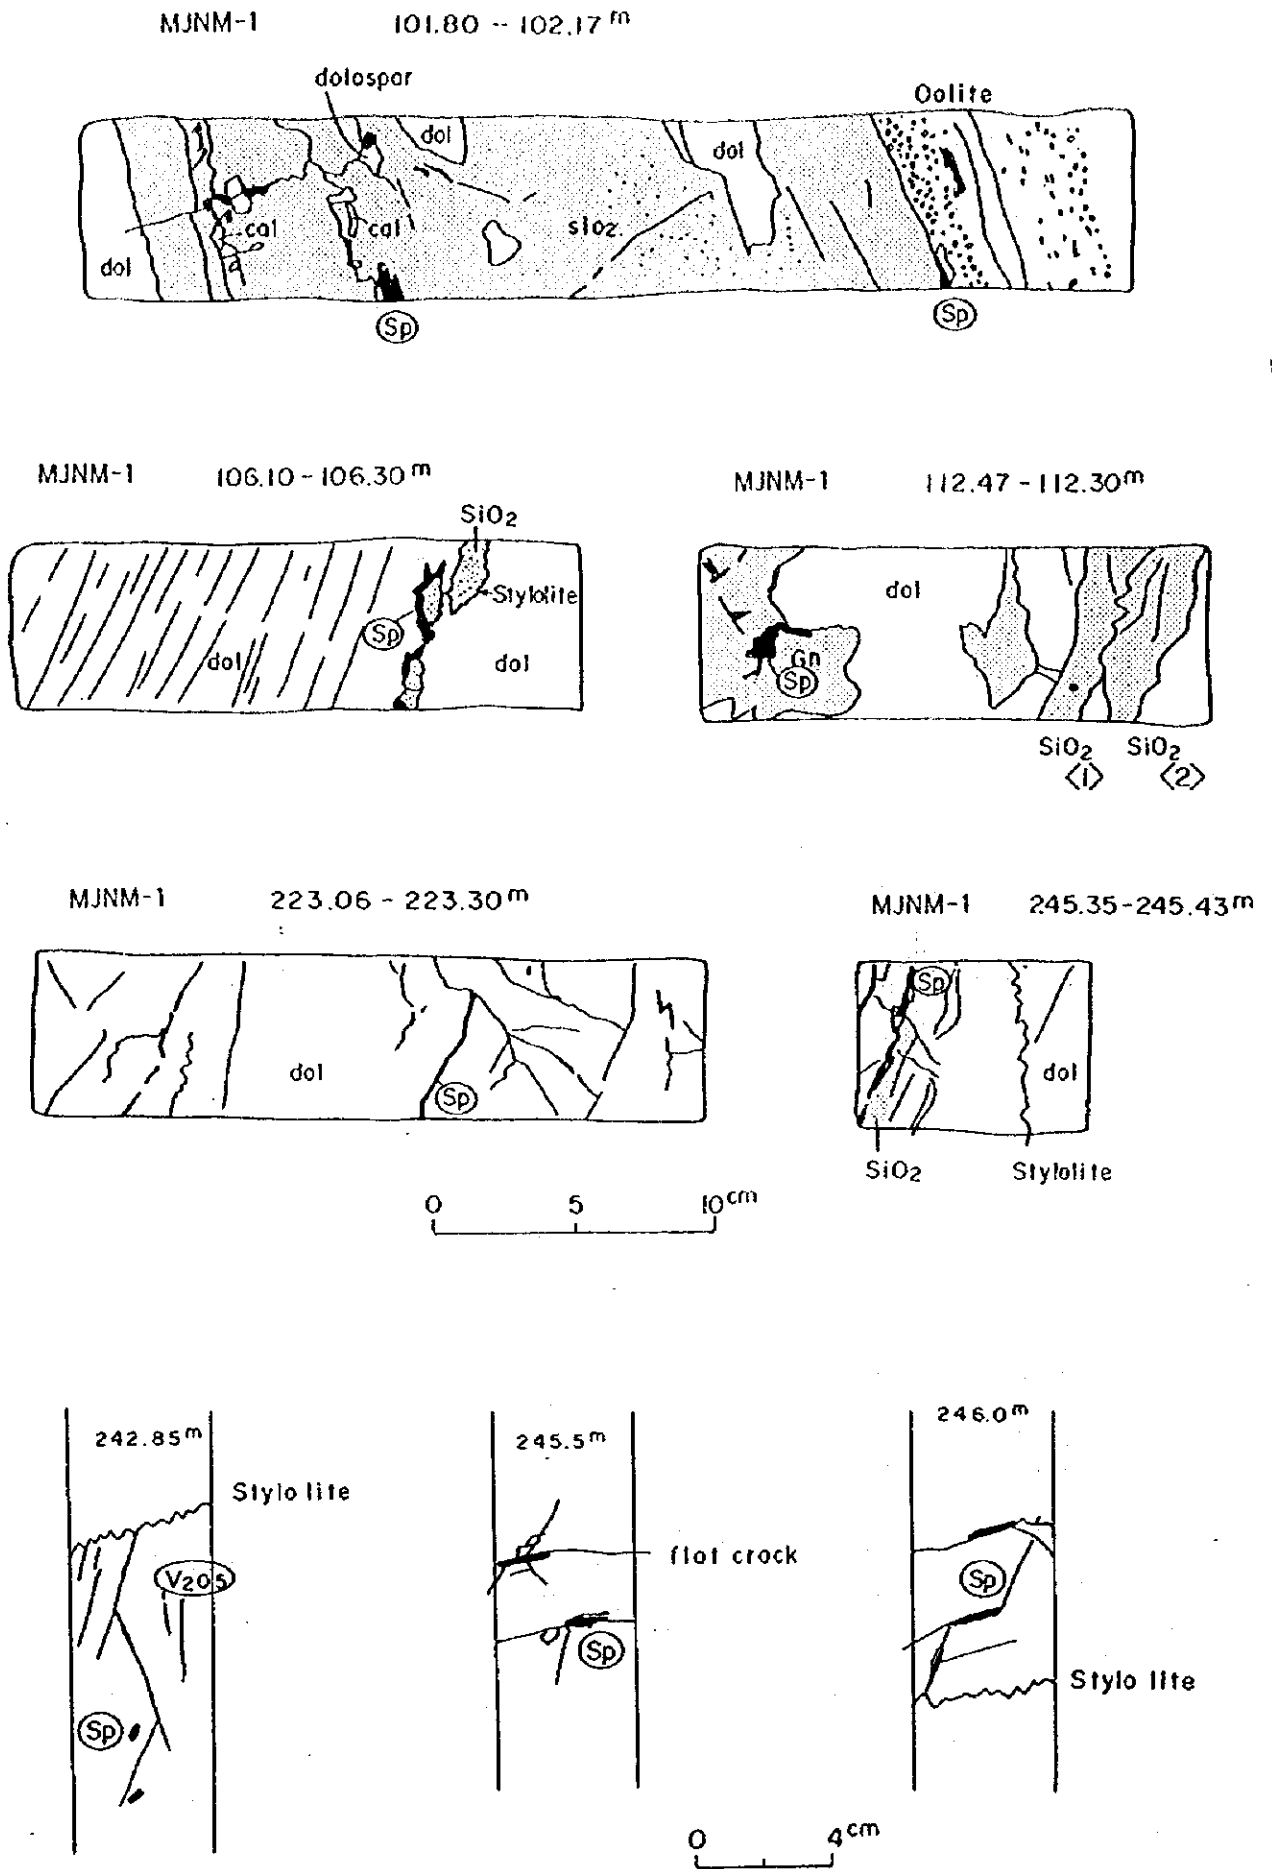 MJNM-1 101.80 - 102.17 m
dolospar
Oolite
dol
dol
cal
cal
SiO2
dol
Sp
Sp
MJNM-1 106.10 - 106.30 m
MJNM-1 112.47 - 112.30 m
SiO2
Stylolite
Sp
dol
dol
dol
Gn
Sp
SiO2
SiO2
<1>
<2>
MJNM-1 223.06 - 223.30 m
MJNM-1 245.35-245.43 m
Sp
dol
dol
Sp
SiO2
Stylolite
0 5 10 cm
242.85 m
245.5 m
246.0 m
Stylolite
flat crack
V2O5
Sp
Sp
Sp
Stylolite
0 4 cm